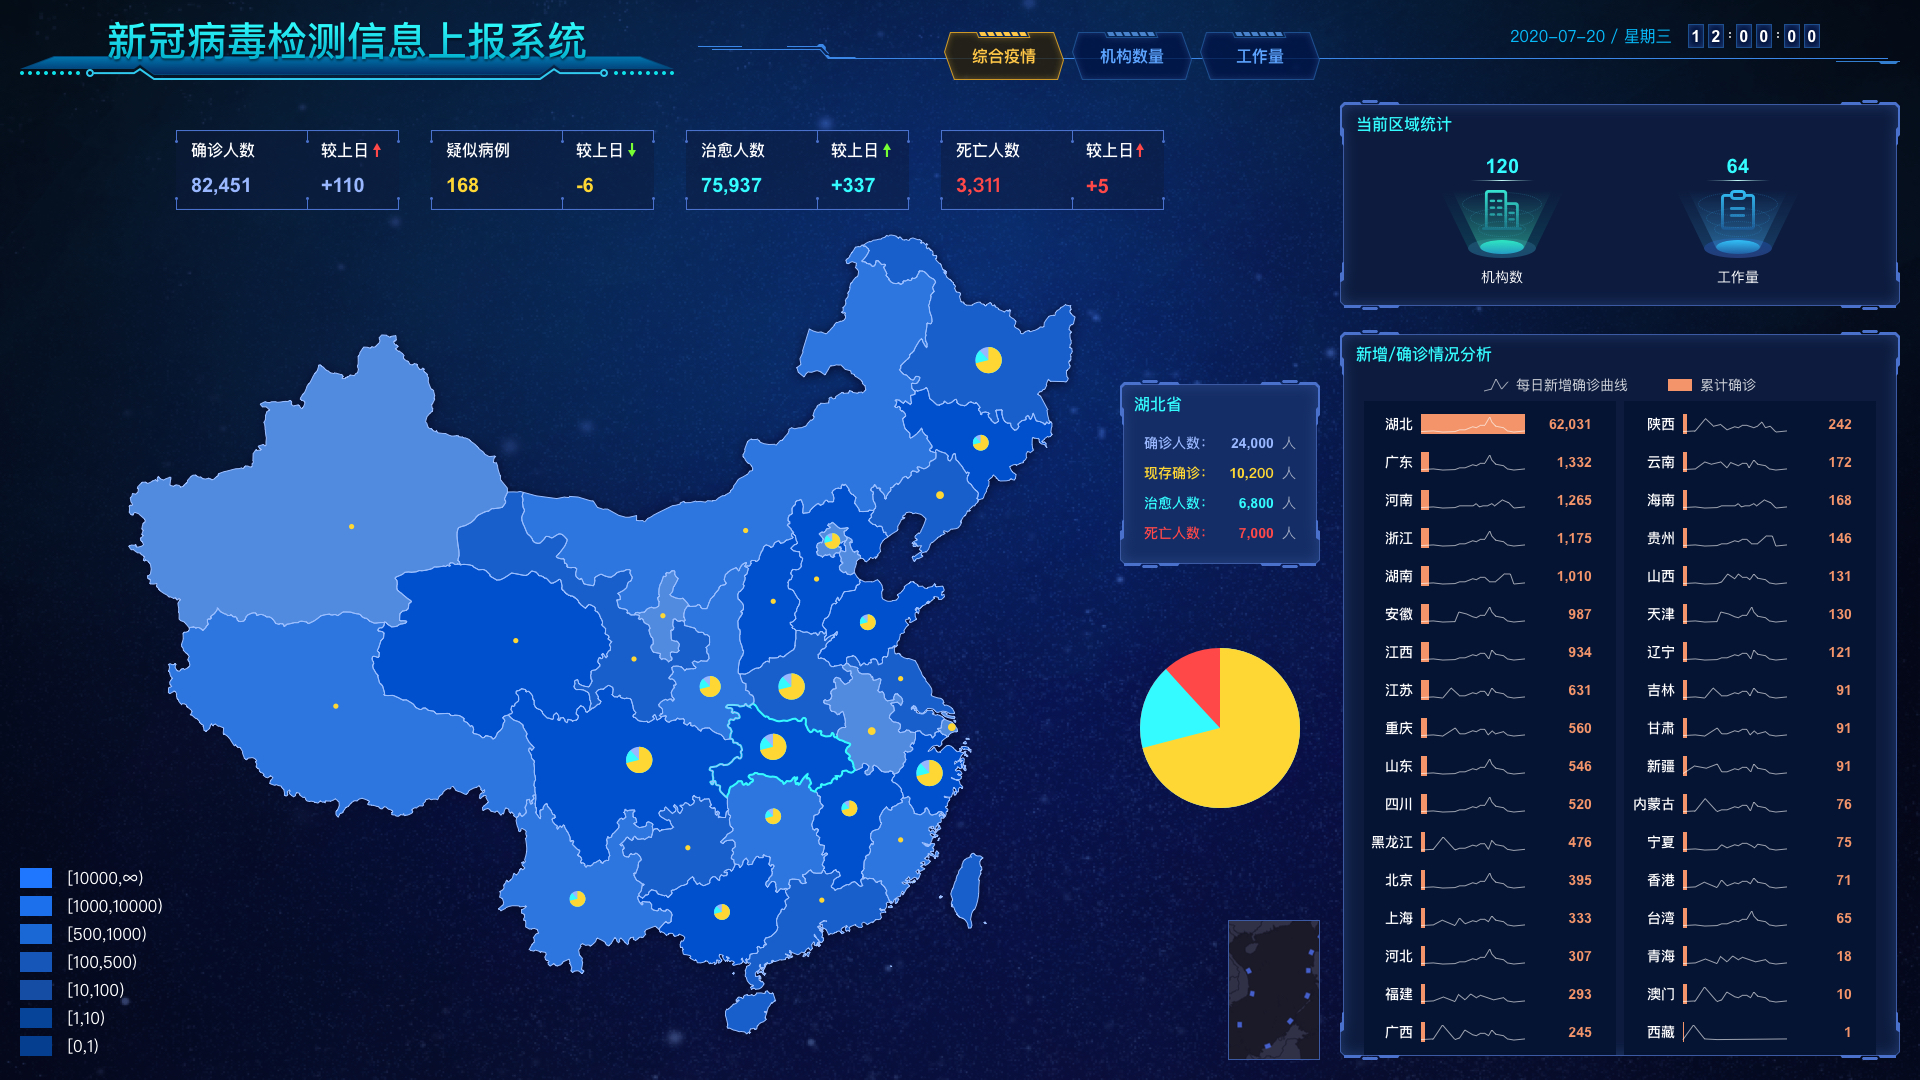 新冠病毒检测信息上报系统
综合疫情
机构数量
工作量
2020-07-20 / 星期三 12:00:00
确诊人数 较上日
82,451 +110
疑似病例 较上日
168 -6
治愈人数 较上日
75,937 +337
死亡人数 较上日
3,311 +5
当前区域统计
120 64
机构数 工作量
湖北省
确诊人数： 24,000 人
现存确诊： 10,200 人
治愈人数： 6,800 人
死亡人数： 7,000 人
新增/确诊情况分析
每日新增确诊曲线 累计确诊
湖北 62,031 陕西 242
广东 1,332 云南 172
河南 1,265 海南 168
浙江 1,175 贵州 146
湖南 1,010 山西 131
安徽 987 天津 130
江西 934 辽宁 121
江苏 631 吉林 91
重庆 560 甘肃 91
山东 546 新疆 91
四川 520 内蒙古 76
黑龙江 476 宁夏 75
北京 395 香港 71
上海 333 台湾 65
河北 307 青海 18
福建 293 澳门 10
广西 245 西藏 1
[10000,∞)
[1000,10000)
[500,1000)
[100,500)
[10,100)
[1,10)
[0,1)